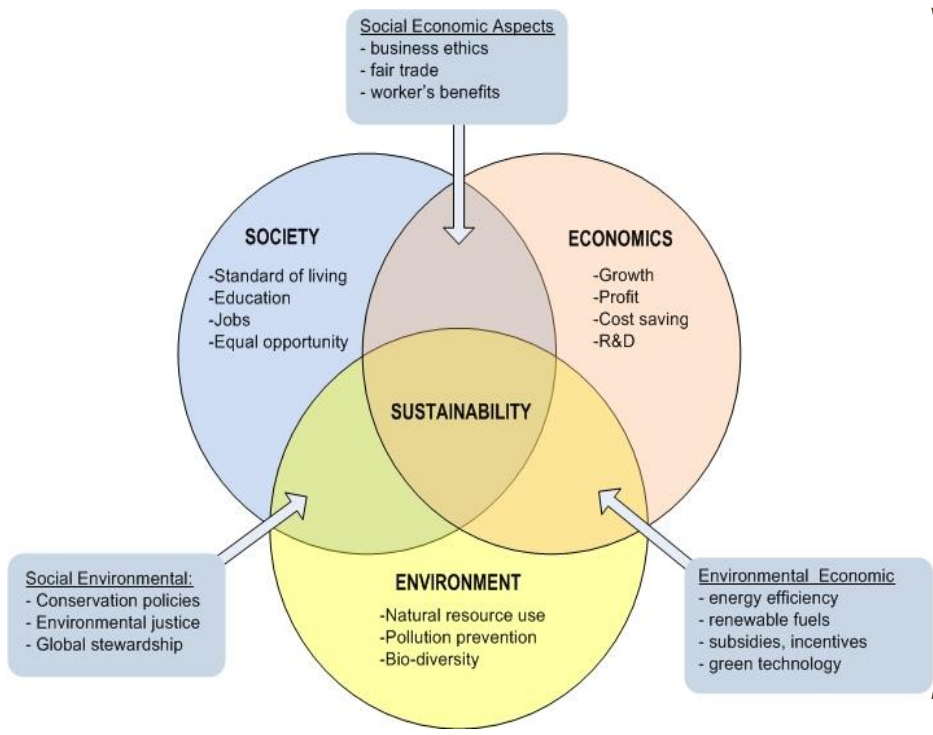 Social Economic Aspects
- business ethics
- fair trade
- worker's benefits
SOCIETY
-Standard of living
-Education
-Jobs
-Equal opportunity
ECONOMICS
-Growth
-Profit
-Cost saving
-R&D
SUSTAINABILITY
Social Environmental:
- Conservation policies
- Environmental justice
- Global stewardship
ENVIRONMENT
-Natural resource use
-Pollution prevention
-Bio-diversity
Environmental Economic
- energy efficiency
- renewable fuels
- subsidies, incentives
- green technology